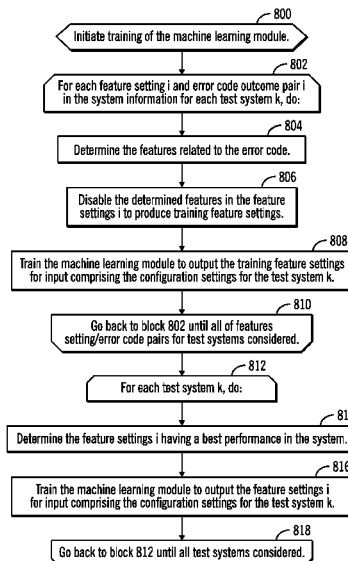 800
Initiate training of the machine learning module.
802
For each feature setting i and error code outcome pair i
in the system information for each test system k, do:
804
Determine the features related to the error code.
806
Disable the determined features in the feature
settings i to produce training feature settings.
808
Train the machine learning module to output the training feature settings
for input comprising the configuration settings for the test system k.
810
Go back to block 802 until all of features
setting/error code pairs for test systems considered.
812
For each test system k, do:
81
Determine the feature settings i having a best performance in the system.
816
Train the machine learning module to output the feature settings i
for input comprising the configuration settings for the test system k.
818
Go back to block 812 until all test systems considered.